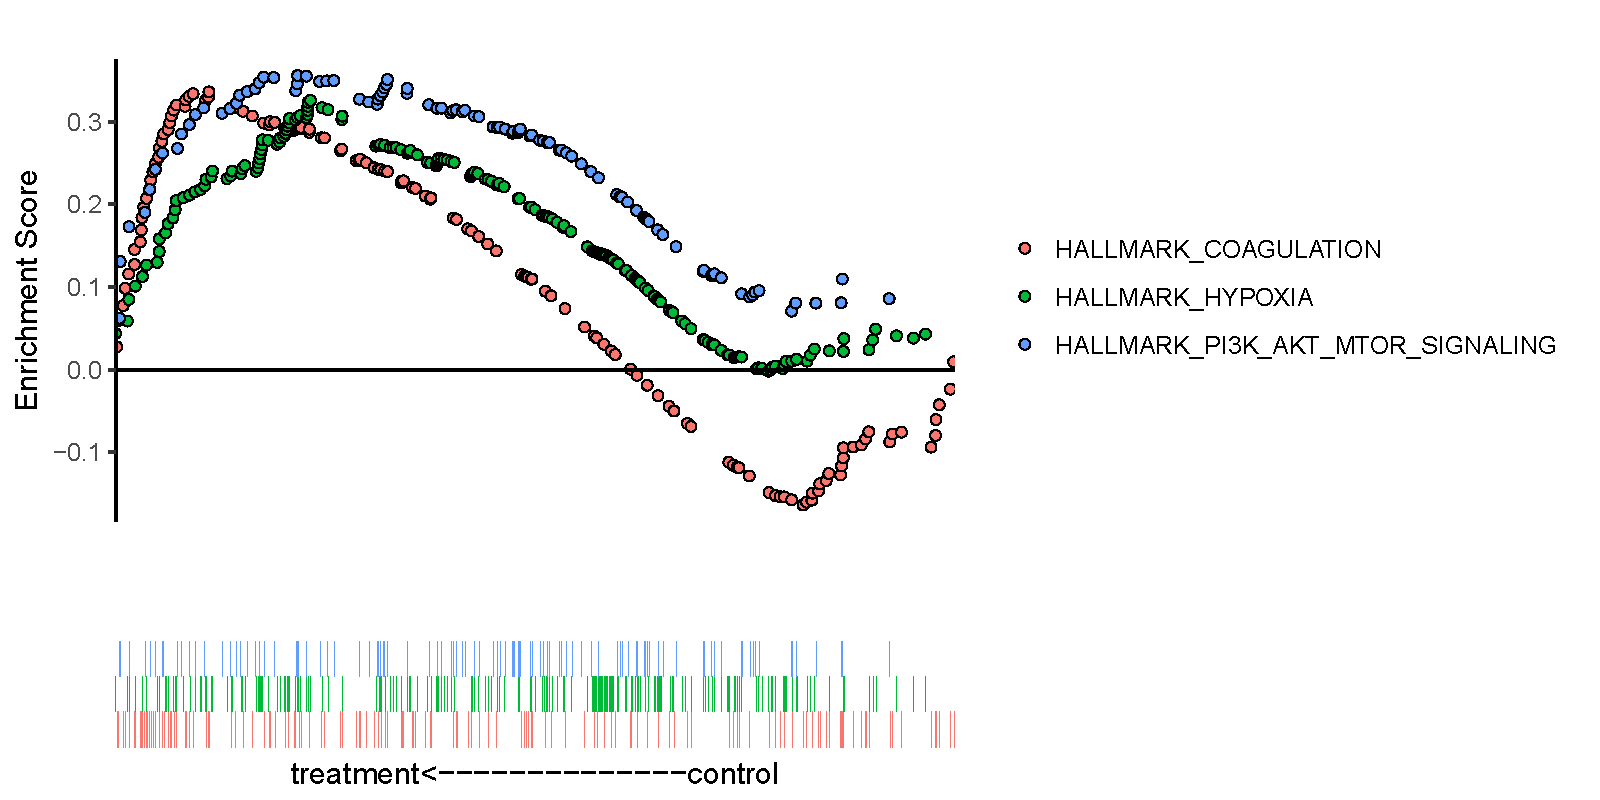 Enrichment Score
0.3
0.2
0.1
0.0
−0.1
HALLMARK_COAGULATION
HALLMARK_HYPOXIA
HALLMARK_PI3K_AKT_MTOR_SIGNALING
treatment<--------------control